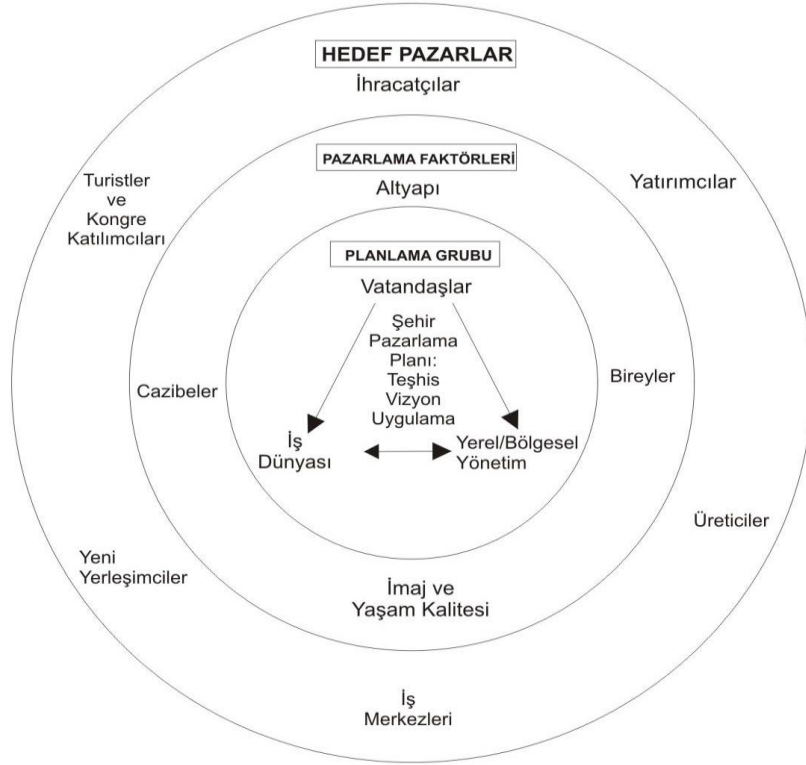 HEDEF PAZARLAR
İhracatçılar
PAZARLAMA FAKTÖRLERİ
Altyapı
Turistler
ve
Kongre
Katılımcıları
Yatırımcılar
PLANLAMA GRUBU
Vatandaşlar
Şehir
Pazarlama
Planı:
Teşhis
Vizyon
Uygulama
Cazibeler
Bireyler
İş
Dünyası
Yerel/Bölgesel
Yönetim
Üreticiler
Yeni
Yerleşimciler
İmaj ve
Yaşam Kalitesi
İş
Merkezleri